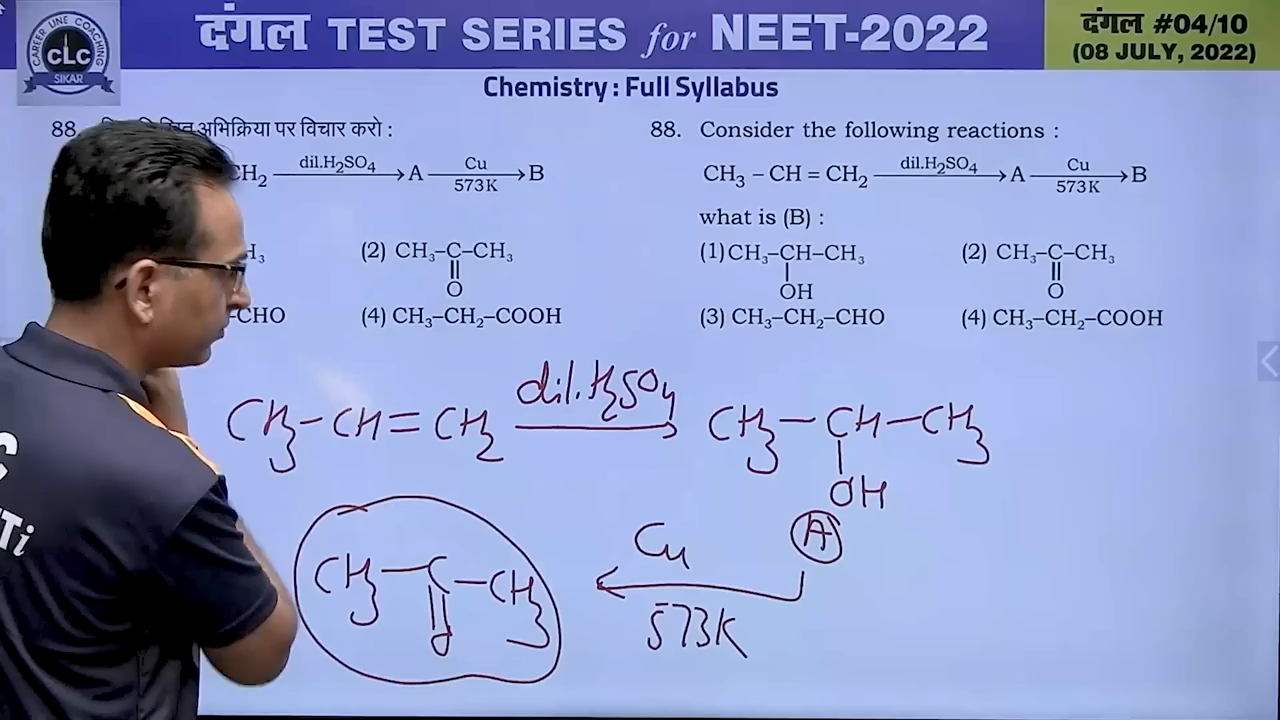 दंगल TEST SERIES for NEET-2022
दंगल #04/10
(08 JULY, 2022)
CAREER LINE COACHING
CLC
SIKAR
Chemistry : Full Syllabus
88. अभिक्रिया पर विचार करो :
CH₂ dil.H₂SO₄ → A Cu 573K → B
H₃
(2) CH₃–C–CH₃
O
–CHO
(4) CH₃–CH₂–COOH
88. Consider the following reactions :
CH₃ – CH = CH₂ dil.H₂SO₄ → A Cu 573K → B
what is (B) :
(1) CH₃–CH–CH₃
OH
(2) CH₃–C–CH₃
O
(3) CH₃–CH₂–CHO
(4) CH₃–CH₂–COOH
CH₃–CH=CH₂ dil.H₂SO₄ → CH₃–CH–CH₃
OH
A
Cu
573K
CH₃–C–CH₃
C
Ti